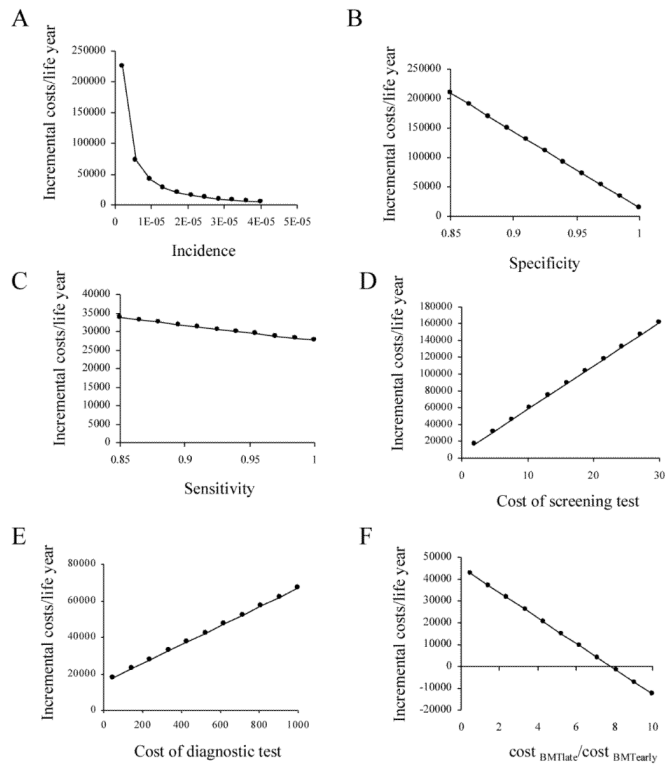 A
Incremental costs/life year
250000
200000
150000
100000
50000
0
0 1E-05 2E-05 3E-05 4E-05 5E-05
Incidence
B
Incremental costs/life year
250000
200000
150000
100000
50000
0
0.85 0.9 0.95 1
Specificity
C
Incremental costs/life year
40000
35000
30000
25000
20000
15000
10000
5000
0
0.85 0.9 0.95 1
Sensitivity
D
Incremental costs/life year
180000
160000
140000
120000
100000
80000
60000
40000
20000
0
0 10 20 30
Cost of screening test
E
Incremental costs/life year
80000
60000
40000
20000
0
0 200 400 600 800 1000
Cost of diagnostic test
F
Incremental costs/life year
50000
40000
30000
20000
10000
0
-10000
-20000
0 2 4 6 8 10
cost BMTlate/cost BMTearly